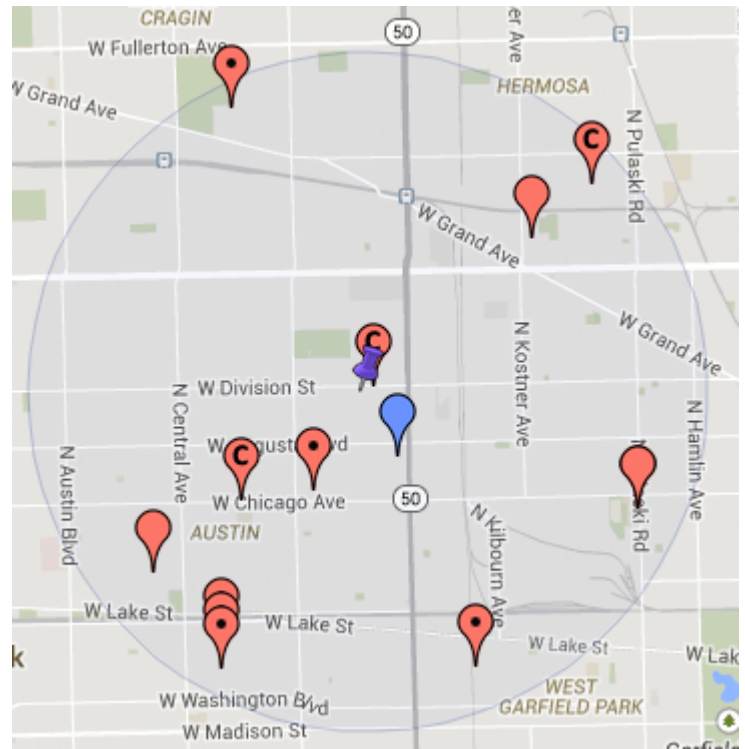 CRAGIN
50
W Fullerton Ave
W Grand Ave
HERMOSA
C
N Pulaski Rd
W Grand Ave
W Grand Ave
C
N Kostner Ave
W Division St
N Central Ave
N Hamlin Ave
C
N Austin Blvd
W Chicago Ave
50
AUSTIN
W Lake St
W Lake St
W Lake St
W Lak
k
W Washington Blvd
WEST
GARFIELD PARK
W Madison St